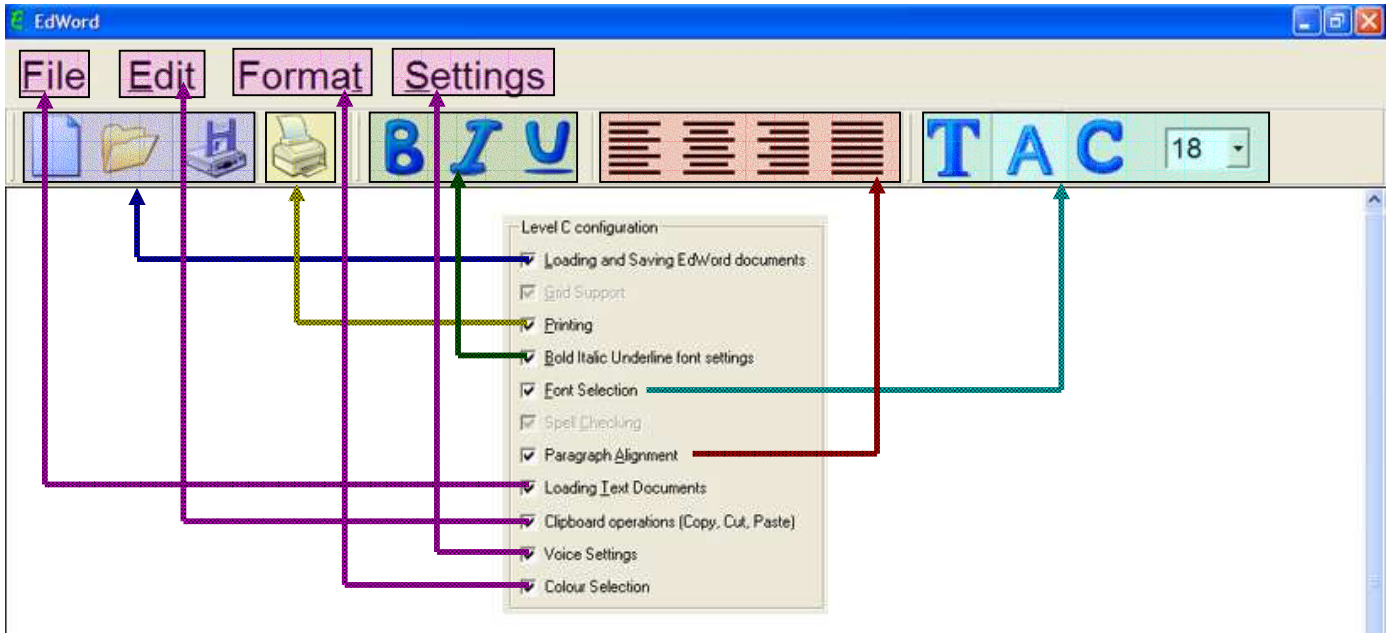 EdWord
File Edit Format Settings
B I U T A C 18
Level C configuration
Loading and Saving EdWord documents
Grid Support
Printing
Bold Italic Underline font settings
Font Selection
Spell Checking
Paragraph Alignment
Loading Text Documents
Clipboard operations (Copy, Cut, Paste)
Voice Settings
Colour Selection